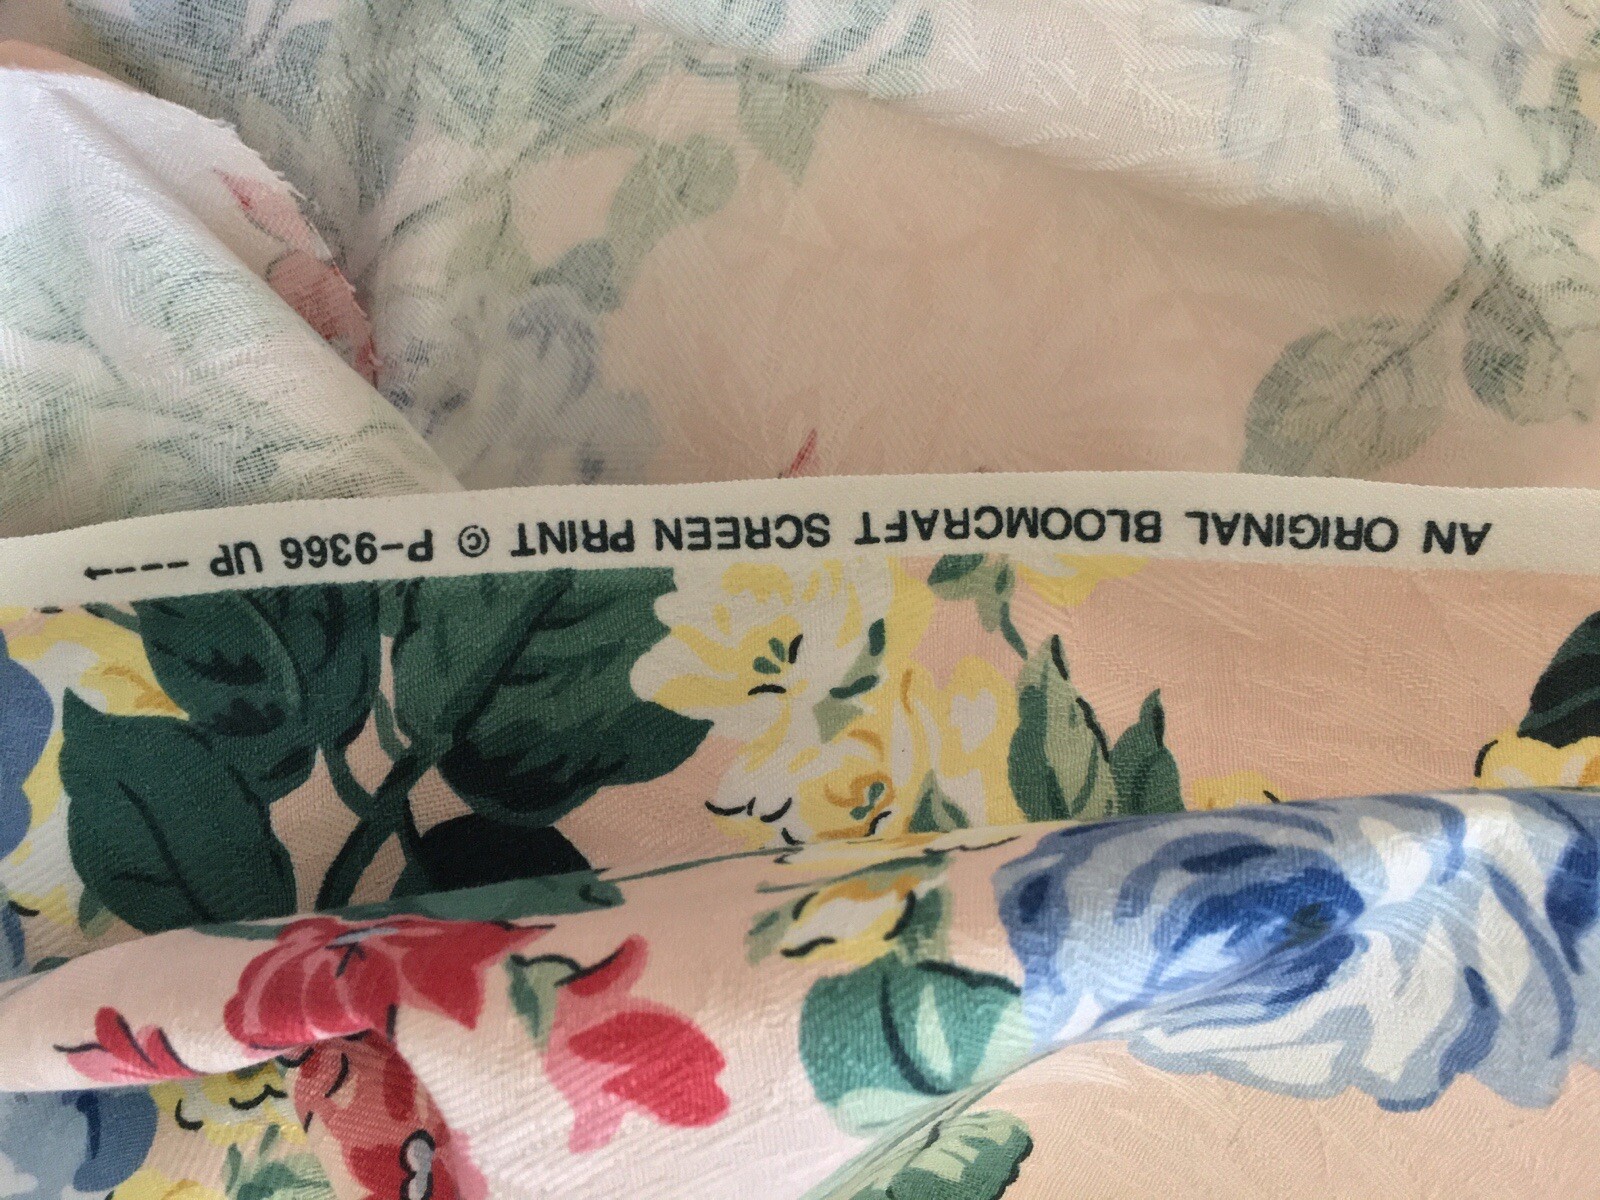 AN ORIGINAL BLOOMCRAFT SCREEN PRINT © P-9366 UP ---→